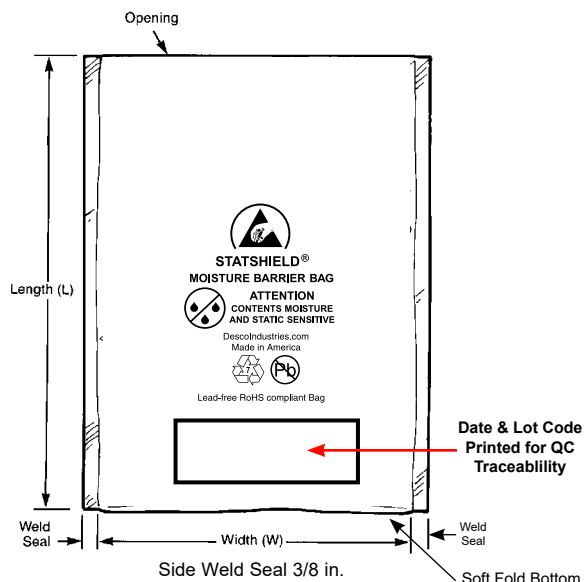 Opening
Length (L)
STATSHIELD®
MOISTURE BARRIER BAG
ATTENTION
CONTENTS MOISTURE
AND STATIC SENSITIVE
DescoIndustries.com
Made in America
7
Pb
Lead-free RoHS compliant Bag
Date & Lot Code
Printed for QC
Traceablility
Weld
Seal
Width (W)
Weld
Seal
Side Weld Seal 3/8 in.
Soft Fold Bottom